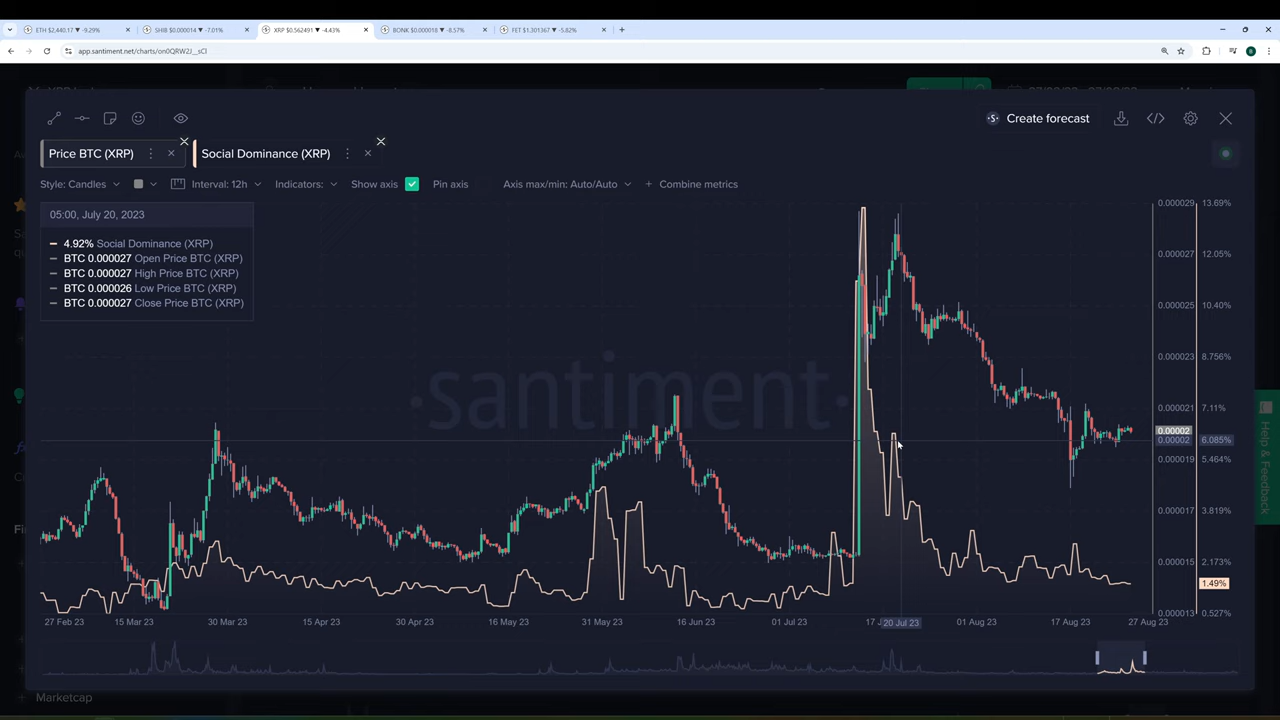 ETH $2,440.17 ▼ -9.29%
SHIB $0.000014 ▼ -7.01%
XRP $0.562491 ▼ -4.43%
BONK $0.000018 ▼ -8.57%
FET $1.301367 ▼ -5.82%
Create forecast
Price BTC (XRP)
Social Dominance (XRP)
Style: Candles
Interval: 12h
Indicators:
Show axis
Pin axis
Axis max/min: Auto/Auto
+ Combine metrics
05:00, July 20, 2023
4.92% Social Dominance (XRP)
BTC 0.000027 Open Price BTC (XRP)
BTC 0.000027 High Price BTC (XRP)
BTC 0.000026 Low Price BTC (XRP)
BTC 0.000027 Close Price BTC (XRP)
·santiment·
0.000029 13.69%
0.000027 12.05%
0.000025 10.40%
0.000023 8.756%
0.000021 7.11%
0.00002
0.00002 6.085%
0.000019 5.464%
0.000017 3.819%
0.000015 2.173%
1.49%
0.000013 0.527%
27 Feb 23 15 Mar 23 30 Mar 23 15 Apr 23 30 Apr 23 16 May 23 31 May 23 16 Jun 23 01 Jul 23 17 20 Jul 23 01 Aug 23 17 Aug 23 27 Aug 23
Help & Feedback
+ Marketcap